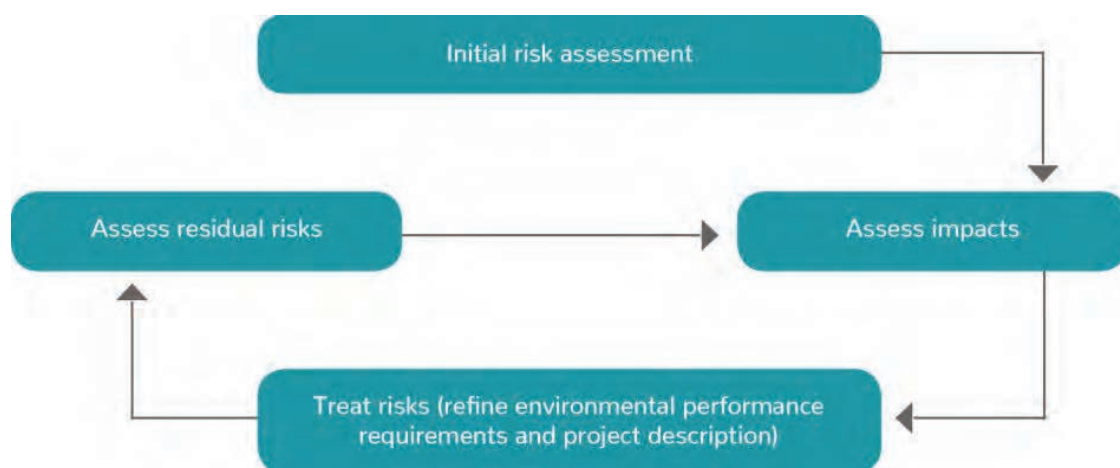 Initial risk assessment
Assess residual risks
Assess impacts
Treat risks (refine environmental performance
requirements and project description)